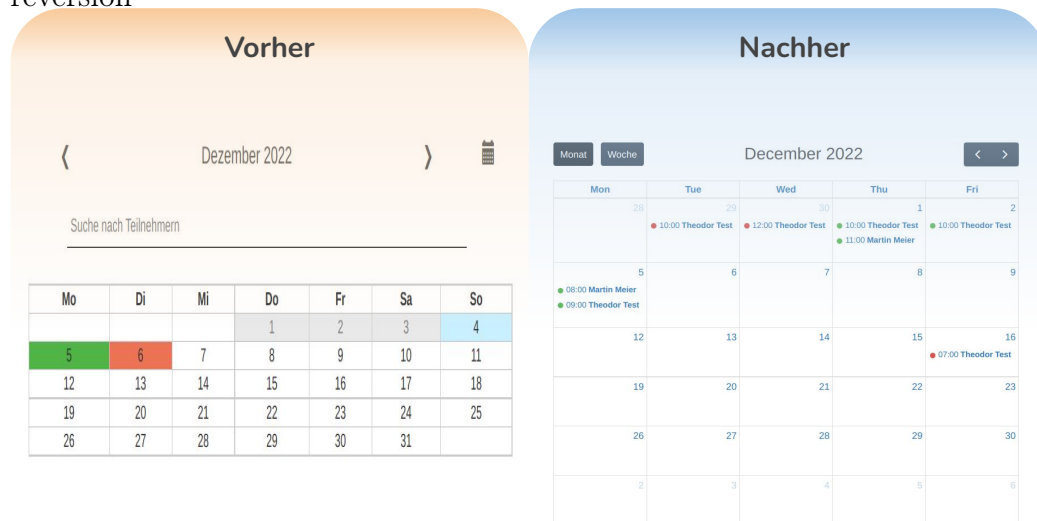 reversion
Vorher
Dezember 2022
Suche nach Teilnehmern
Mo Di Mi Do Fr Sa So
1 2 3 4
5 6 7 8 9 10 11
12 13 14 15 16 17 18
19 20 21 22 23 24 25
26 27 28 29 30 31
Nachher
Monat Woche December 2022
Mon Tue Wed Thu Fri
28 29 30 1 2
10:00 Theodor Test 12:00 Theodor Test 10:00 Theodor Test 10:00 Theodor Test
11:00 Martin Meier
5 6 7 8 9
08:00 Martin Meier
09:00 Theodor Test
12 13 14 15 16
07:00 Theodor Test
19 20 21 22 23
26 27 28 29 30
2 3 4 5 6